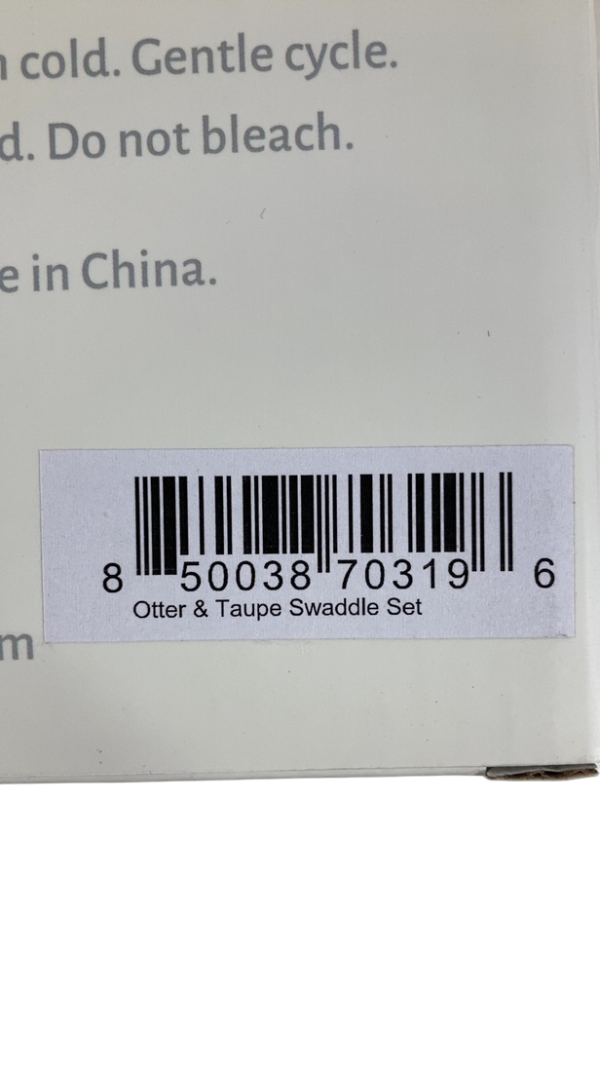 cold. Gentle cycle.
d. Do not bleach.
e in China.
8 50038 70319 6
Otter & Taupe Swaddle Set
m